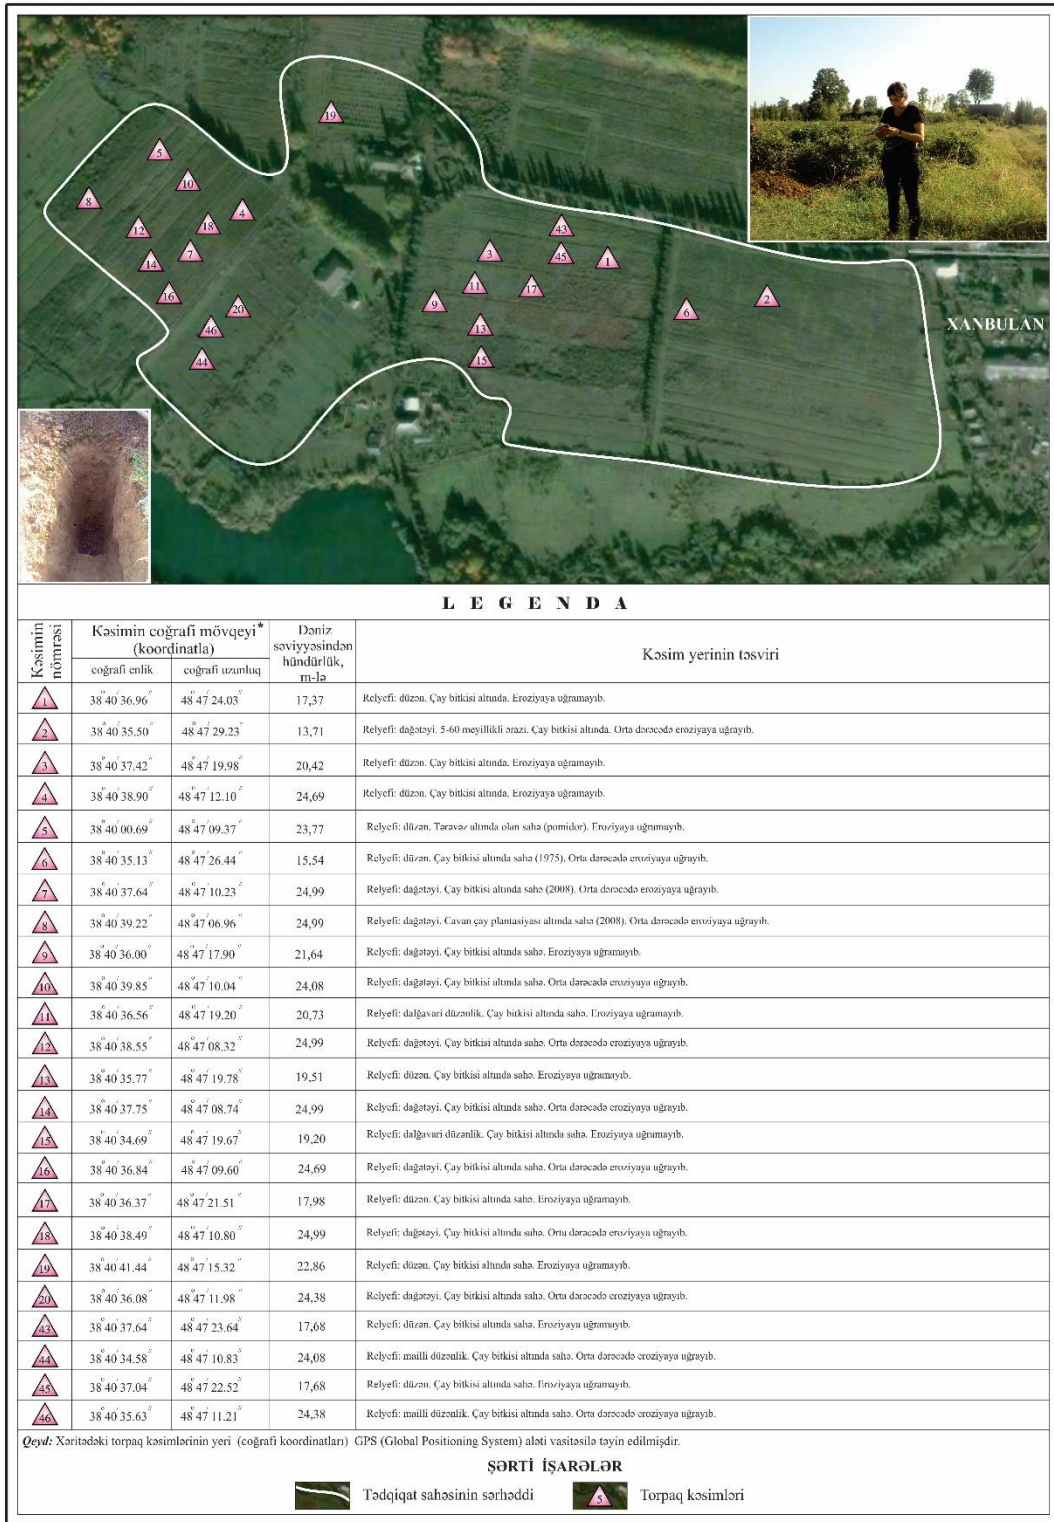 19
5
10
8
4
18
12
43
7
3
45
1
14
11
17
16
2
9
20
6
46
13
XANBULAN
15
44
L E G E N D A
Kəsimin nömrəsi
Kəsimin coğrafi mövqeyi* (koordinatla)
coğrafi enlik coğrafi uzunluq
Dəniz səviyyəsindən hündürlük, m-lə
Kəsim yerinin təsviri
1 38°40'36.96" 48°47'24.03" 17,37 Relyefi: düzən. Çay bitkisi altında. Eroziyaya uğramayıb.
2 38°40'35.50" 48°47'29.23" 13,71 Relyefi: dağətəyi. 5-60 meyillikli ərazi. Çay bitkisi altında. Orta dərəcədə eroziyaya uğrayıb.
3 38°40'37.42" 48°47'19.98" 20,42 Relyefi: düzən. Çay bitkisi altında. Eroziyaya uğramayıb.
4 38°40'38.90" 48°47'12.10" 24,69 Relyefi: düzən. Çay bitkisi altında. Eroziyaya uğramayıb.
5 38°40'00.69" 48°47'09.37" 23,77 Relyefi: düzən. Tərəvəz altında olan sahə (pomidor). Eroziyaya uğramayıb.
6 38°40'35.13" 48°47'26.44" 15,54 Relyefi: düzən. Çay bitkisi altında sahə (1975). Orta dərəcədə eroziyaya uğrayıb.
7 38°40'37.64" 48°47'10.23" 24,99 Relyefi: dağətəyi. Çay bitkisi altında sahə (2008). Orta dərəcədə eroziyaya uğrayıb.
8 38°40'39.22" 48°47'06.96" 24,99 Relyefi: dağətəyi. Cavan çay plantasiyası altında sahə (2008). Orta dərəcədə eroziyaya uğrayıb.
9 38°40'36.00" 48°47'17.90" 21,64 Relyefi: dağətəyi. Çay bitkisi altında sahə. Eroziyaya uğramayıb.
10 38°40'39.85" 48°47'10.04" 24,08 Relyefi: dağətəyi. Çay bitkisi altında sahə. Orta dərəcədə eroziyaya uğrayıb.
11 38°40'36.56" 48°47'19.20" 20,73 Relyefi: dalğavari düzənlik. Çay bitkisi altında sahə. Eroziyaya uğramayıb.
12 38°40'38.55" 48°47'08.32" 24,99 Relyefi: dağətəyi. Çay bitkisi altında sahə. Orta dərəcədə eroziyaya uğrayıb.
13 38°40'35.77" 48°47'19.78" 19,51 Relyefi: düzən. Çay bitkisi altında sahə. Eroziyaya uğramayıb.
14 38°40'37.75" 48°47'08.74" 24,99 Relyefi: dağətəyi. Çay bitkisi altında sahə. Orta dərəcədə eroziyaya uğrayıb.
15 38°40'34.69" 48°47'19.67" 19,20 Relyefi: dalğavari düzənlik. Çay bitkisi altında sahə. Eroziyaya uğramayıb.
16 38°40'36.84" 48°47'09.60" 24,69 Relyefi: dağətəyi. Çay bitkisi altında sahə. Orta dərəcədə eroziyaya uğrayıb.
17 38°40'36.37" 48°47'21.51" 17,98 Relyefi: düzən. Çay bitkisi altında sahə. Eroziyaya uğramayıb.
18 38°40'38.49" 48°47'10.80" 24,99 Relyefi: dağətəyi. Çay bitkisi altında sahə. Orta dərəcədə eroziyaya uğrayıb.
19 38°40'41.44" 48°47'15.32" 22,86 Relyefi: düzən. Çay bitkisi altında sahə. Eroziyaya uğramayıb.
20 38°40'36.08" 48°47'11.98" 24,38 Relyefi: dağətəyi. Çay bitkisi altında sahə. Orta dərəcədə eroziyaya uğrayıb.
43 38°40'37.64" 48°47'23.64" 17,68 Relyefi: düzən. Çay bitkisi altında sahə. Eroziyaya uğramayıb.
44 38°40'34.58" 48°47'10.83" 24,08 Relyefi: mailli düzənlik. Çay bitkisi altında sahə. Orta dərəcədə eroziyaya uğrayıb.
45 38°40'37.04" 48°47'22.52" 17,68 Relyefi: düzən. Çay bitkisi altında sahə. Eroziyaya uğramayıb.
46 38°40'35.63" 48°47'11.21" 24,38 Relyefi: mailli düzənlik. Çay bitkisi altında sahə. Orta dərəcədə eroziyaya uğrayıb.
Qeyd: Xəritədəki torpaq kəsimlərinin yeri (coğrafi koordinatları) GPS (Global Positioning System) aləti vasitəsilə təyin edilmişdir.
ŞƏRTİ İŞARƏLƏR
Tədqiqat sahəsinin sərhəddi 5 Torpaq kəsimləri